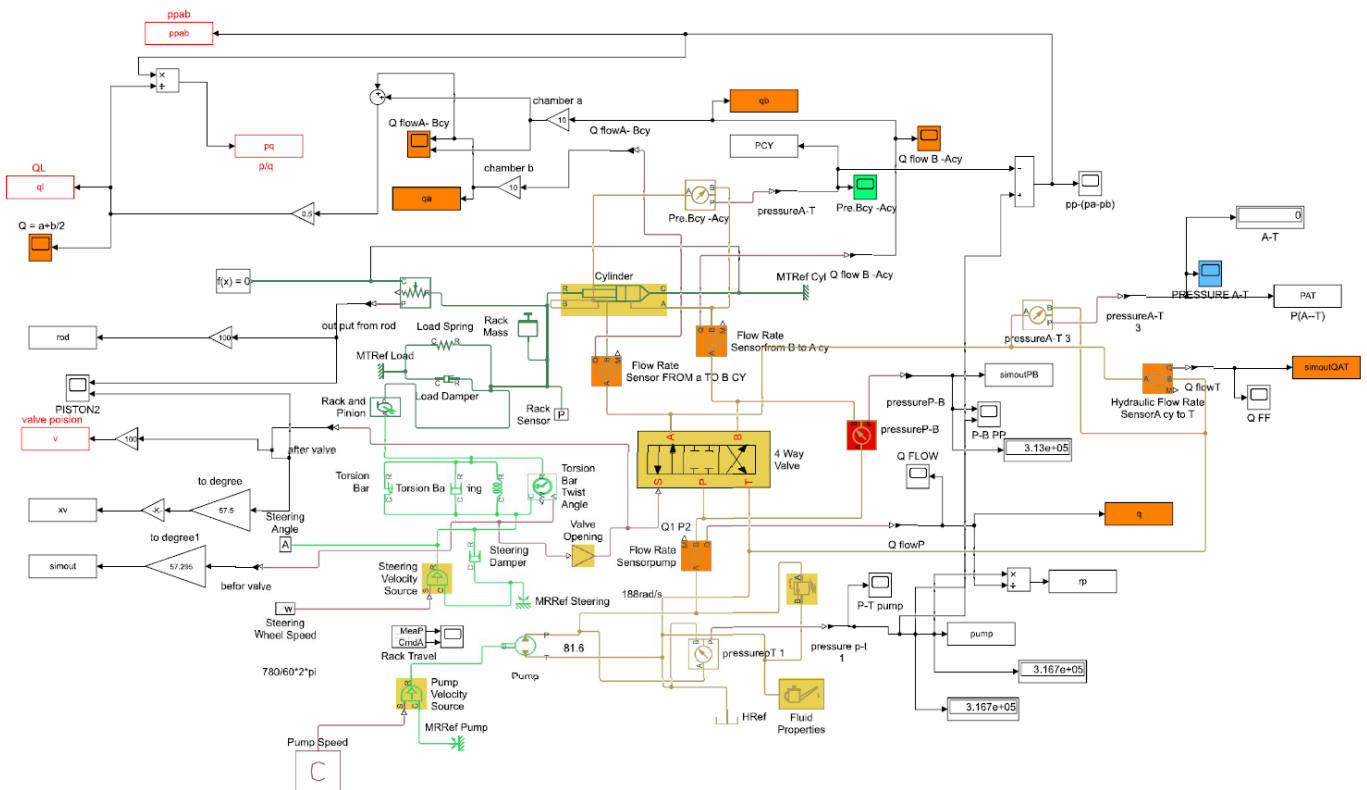 ppab
ppab
pq
p/q
QL
ql
Q = a+b/2
0.5
Q flowA- Bcy
chamber a
10
Q flowA- Bcy
chamber b
10
qa
qb
Q flow B -Acy
PCY
Pre.Bcy -Acy
pressureA-T
Pre.Bcy -Acy
pp-(pa-pb)
0
A-T
PRESSURE A-T
PAT
P(A--T)
pressureA-T
3
pressureA-T 3
f(x) = 0
Cylinder
MTRef Cyl
Q flow B -Acy
out put from rod
rod
100
Load Spring
Rack
Mass
MTRef Load
Load Damper
Flow Rate
Sensor FROM a TO B CY
Flow Rate
Sensorfrom B to A cy
simoutPB
pressureP-B
P-B PP
3.13e+05
pressureP-B
Q flowT
simoutQAT
Hydraulic Flow Rate
SensorA cy to T
Q FF
PISTON2
Rack and
Pinion
Rack
Sensor
P
valve poision
v
100
after valve
A
B
S
P
T
4 Way
Valve
Q FLOW
Torsion
Bar
Torsion Ba
ring
Torsion
Bar
Twist
Angle
xv
-K-
to degree
57.5
Steering
Angle
A
Valve
Opening
Q1 P2
Flow Rate
Sensorpump
Q flowP
q
to degree1
simout
57.295
befor valve
Steering
Damper
Steering
Velocity
Source
MRRef Steering
188rad/s
P-T pump
rp
W
Steering
Wheel Speed
MeaP
CmdA
Rack Travel
81.6
Pump
pressurepT 1
pressure p-t
1
pump
3.167e+05
3.167e+05
780/60*2*pi
Pump
Velocity
Source
MRRef Pump
HRef
Fluid
Properties
Pump Speed
C